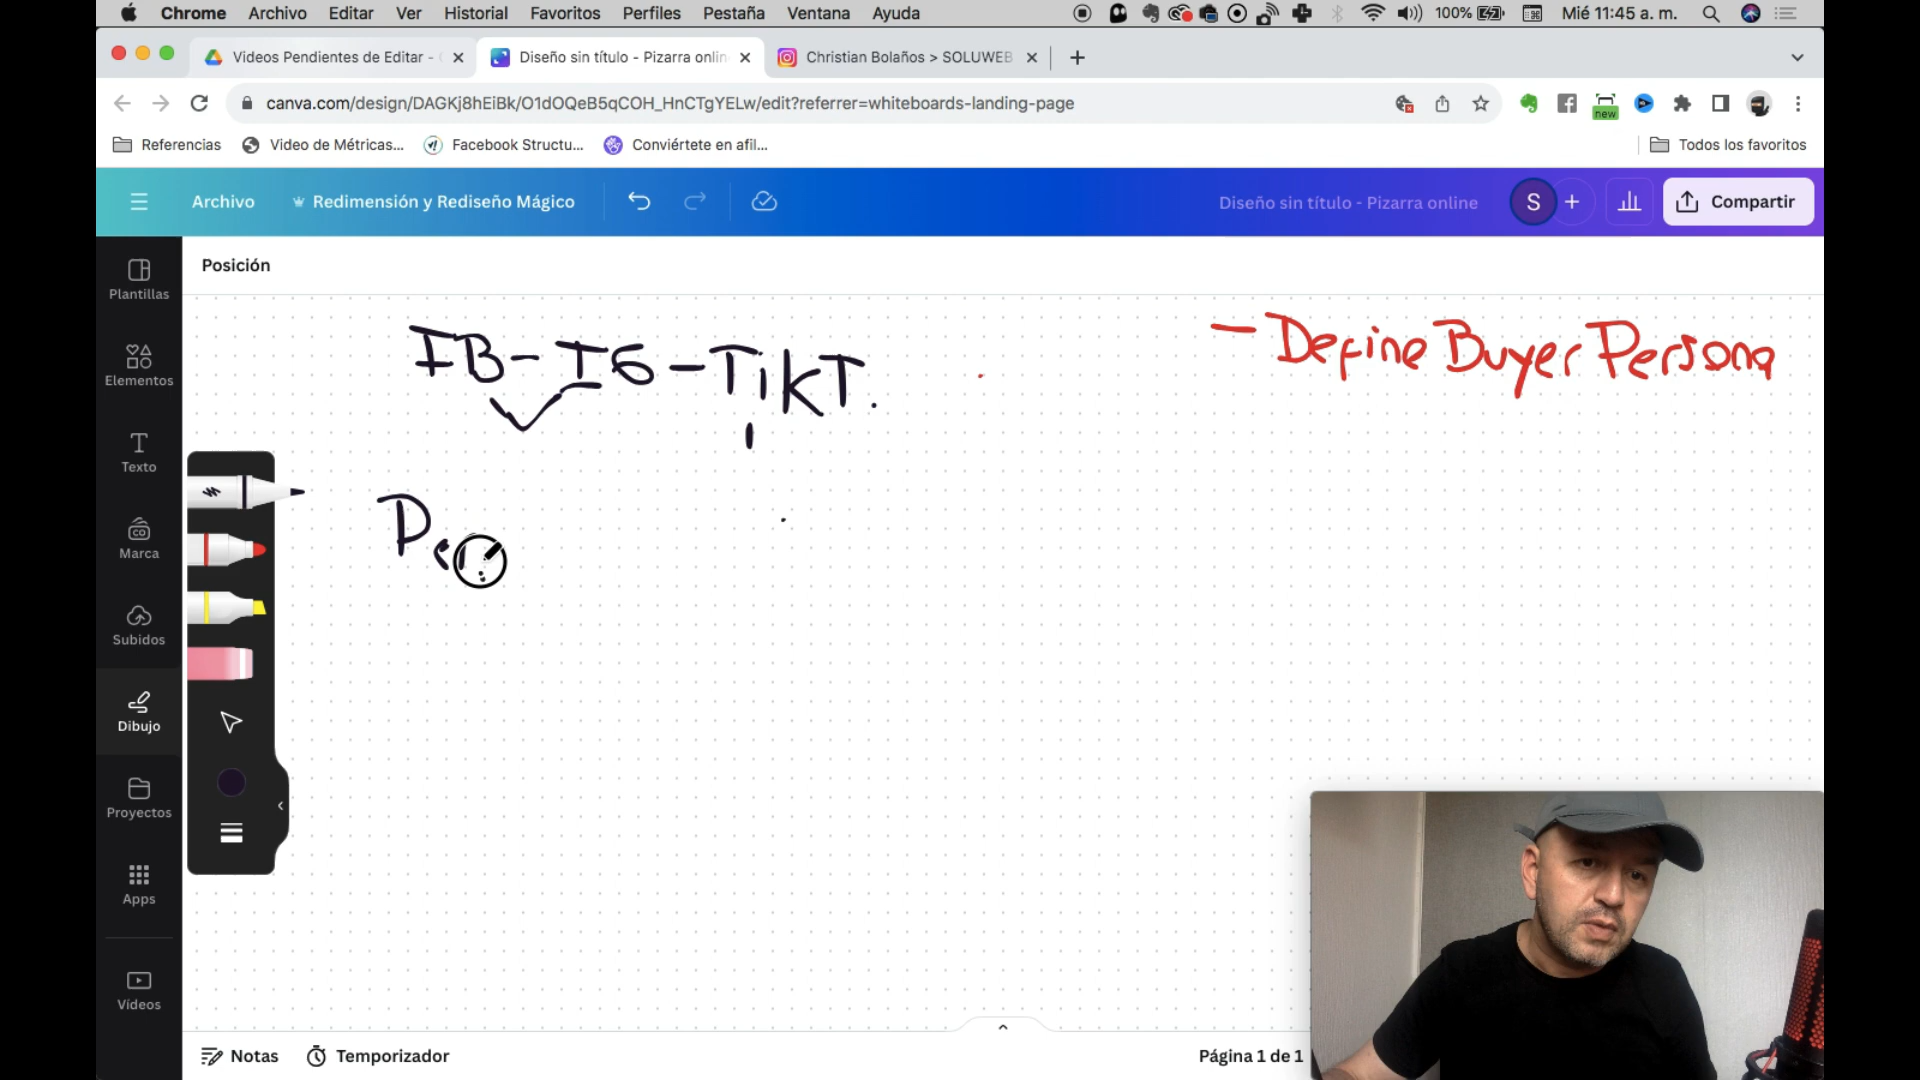 Chrome Archivo Editar Ver Historial Favoritos Perfiles Pestaña Ventana Ayuda 100% Mié 11:45 a. m.
Videos Pendientes de Editar - Diseño sin título - Pizarra onlin Christian Bolaños > SOLUWEB
canva.com/design/DAGKj8hEiBk/O1dOQeB5qCOH_HnCTgYELw/edit?referrer=whiteboards-landing-page new
Referencias Video de Métricas... Facebook Structu... Conviértete en afil... Todos los favoritos
Archivo Redimensión y Rediseño Mágico Diseño sin título - Pizarra online S + Compartir
Posición
Plantillas
Elementos
Texto
Marca
Subidos
Dibujo
Proyectos
Apps
Vídeos
FB - IG - TikT.
- Define Buyer Persona
Notas Temporizador Página 1 de 1